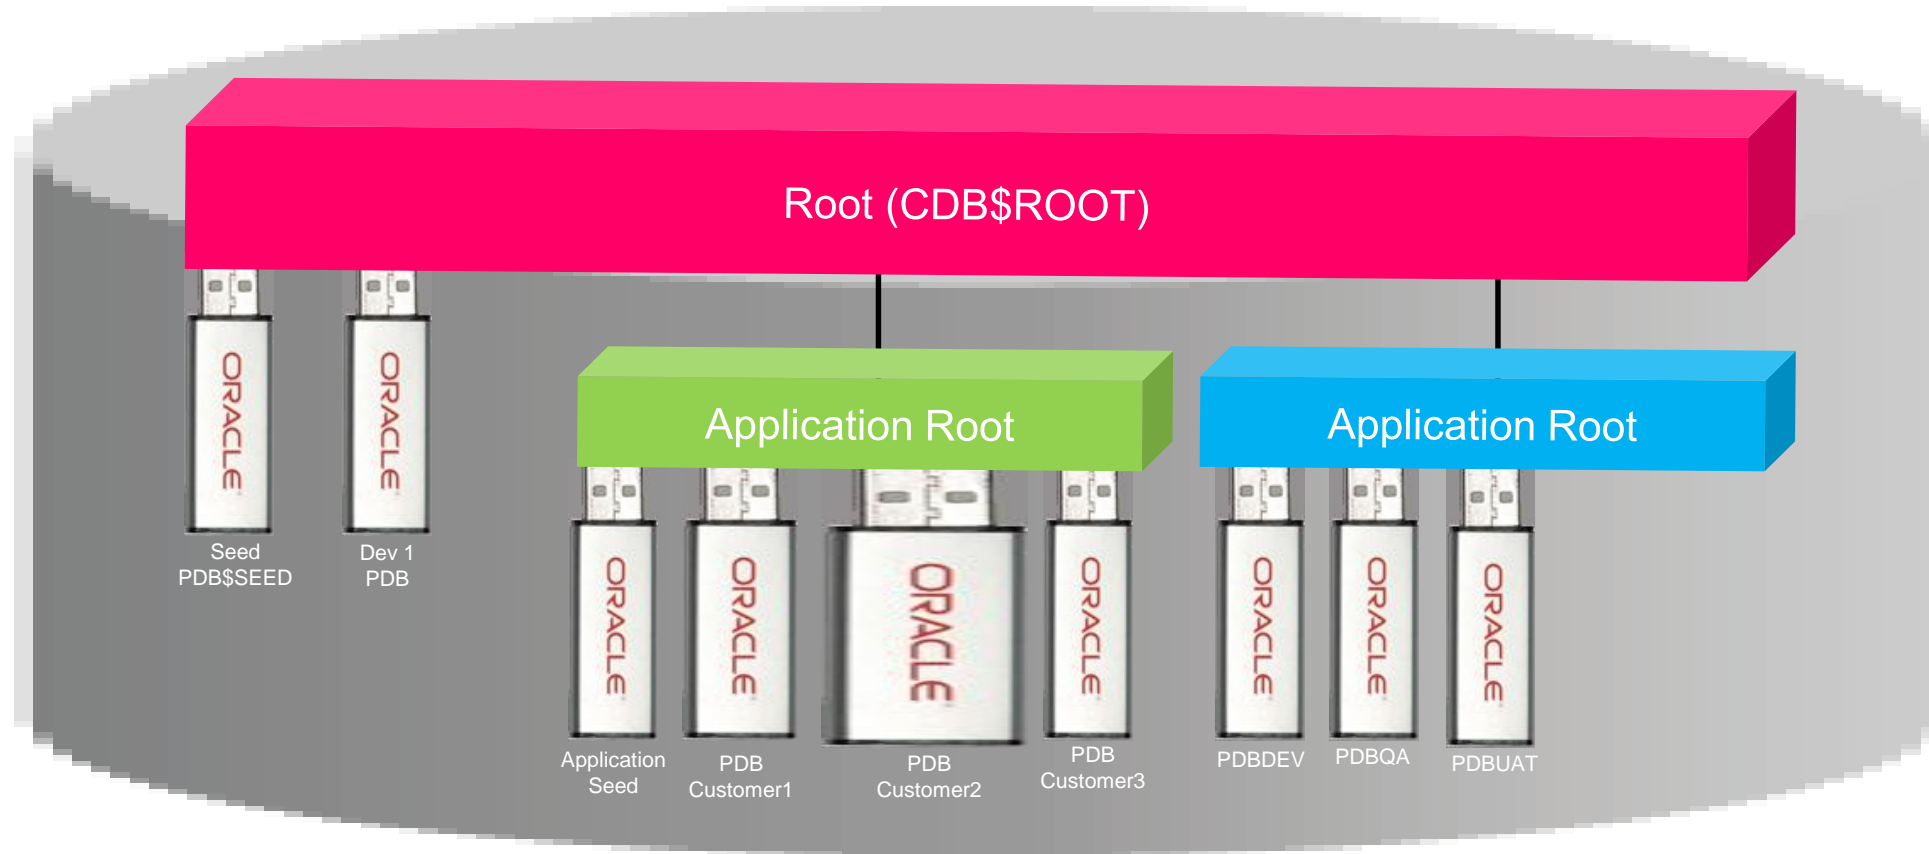 Root (CDB$ROOT)
ORACLE
ORACLE
Seed
PDB$SEED
Dev 1
PDB
Application Root
Application Root
ORACLE
ORACLE
ORACLE
ORACLE
ORACLE
ORACLE
ORACLE
Application
Seed
PDB
Customer1
PDB
Customer2
PDB
Customer3
PDBDEV
PDBQA
PDBUAT